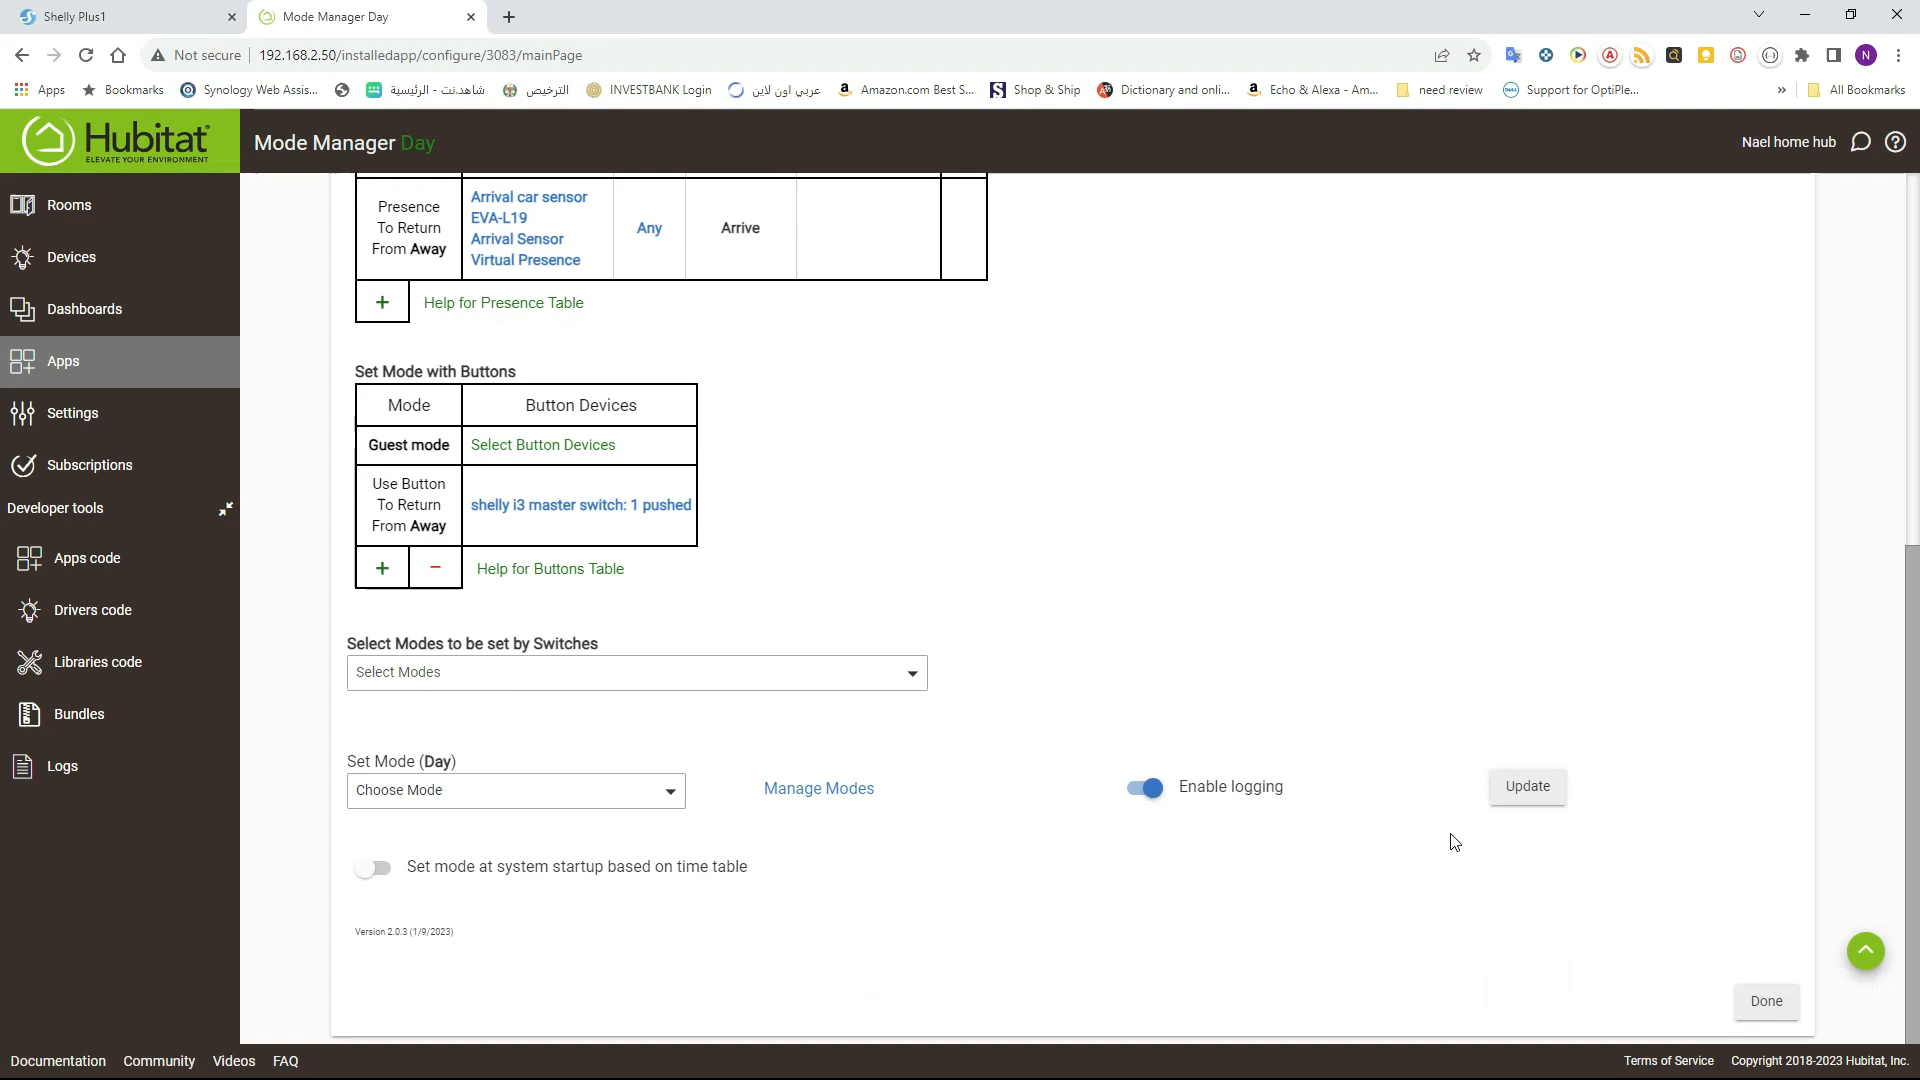 Shelly Plus1
Mode Manager Day
Not secure
192.168.2.50/installedapp/configure/3083/mainPage
N
Apps
Bookmarks
Synology Web Assis...
شاهد.نت - الرئيسية
الترخيص
INVESTBANK Login
عربي اون لاين
Amazon.com Best S...
Shop & Ship
Dictionary and onli...
Echo & Alexa - Am...
need review
Support for OptiPle...
»
All Bookmarks
Hubitat
ELEVATE YOUR ENVIRONMENT
Mode Manager Day
Nael home hub
Rooms
Devices
Dashboards
Apps
Settings
Subscriptions
Developer tools
Apps code
Drivers code
Libraries code
Bundles
Logs
Presence
To Return
From Away
Arrival car sensor
EVA-L19
Arrival Sensor
Virtual Presence
Any
Arrive
+
Help for Presence Table
Set Mode with Buttons
Mode
Button Devices
Guest mode
Select Button Devices
Use Button
To Return
From Away
shelly i3 master switch: 1 pushed
+
−
Help for Buttons Table
Select Modes to be set by Switches
Select Modes
Set Mode (Day)
Choose Mode
Manage Modes
Enable logging
Update
Set mode at system startup based on time table
Version 2.0.3 (1/9/2023)
Done
Documentation
Community
Videos
FAQ
Terms of Service
Copyright 2018-2023 Hubitat, Inc.